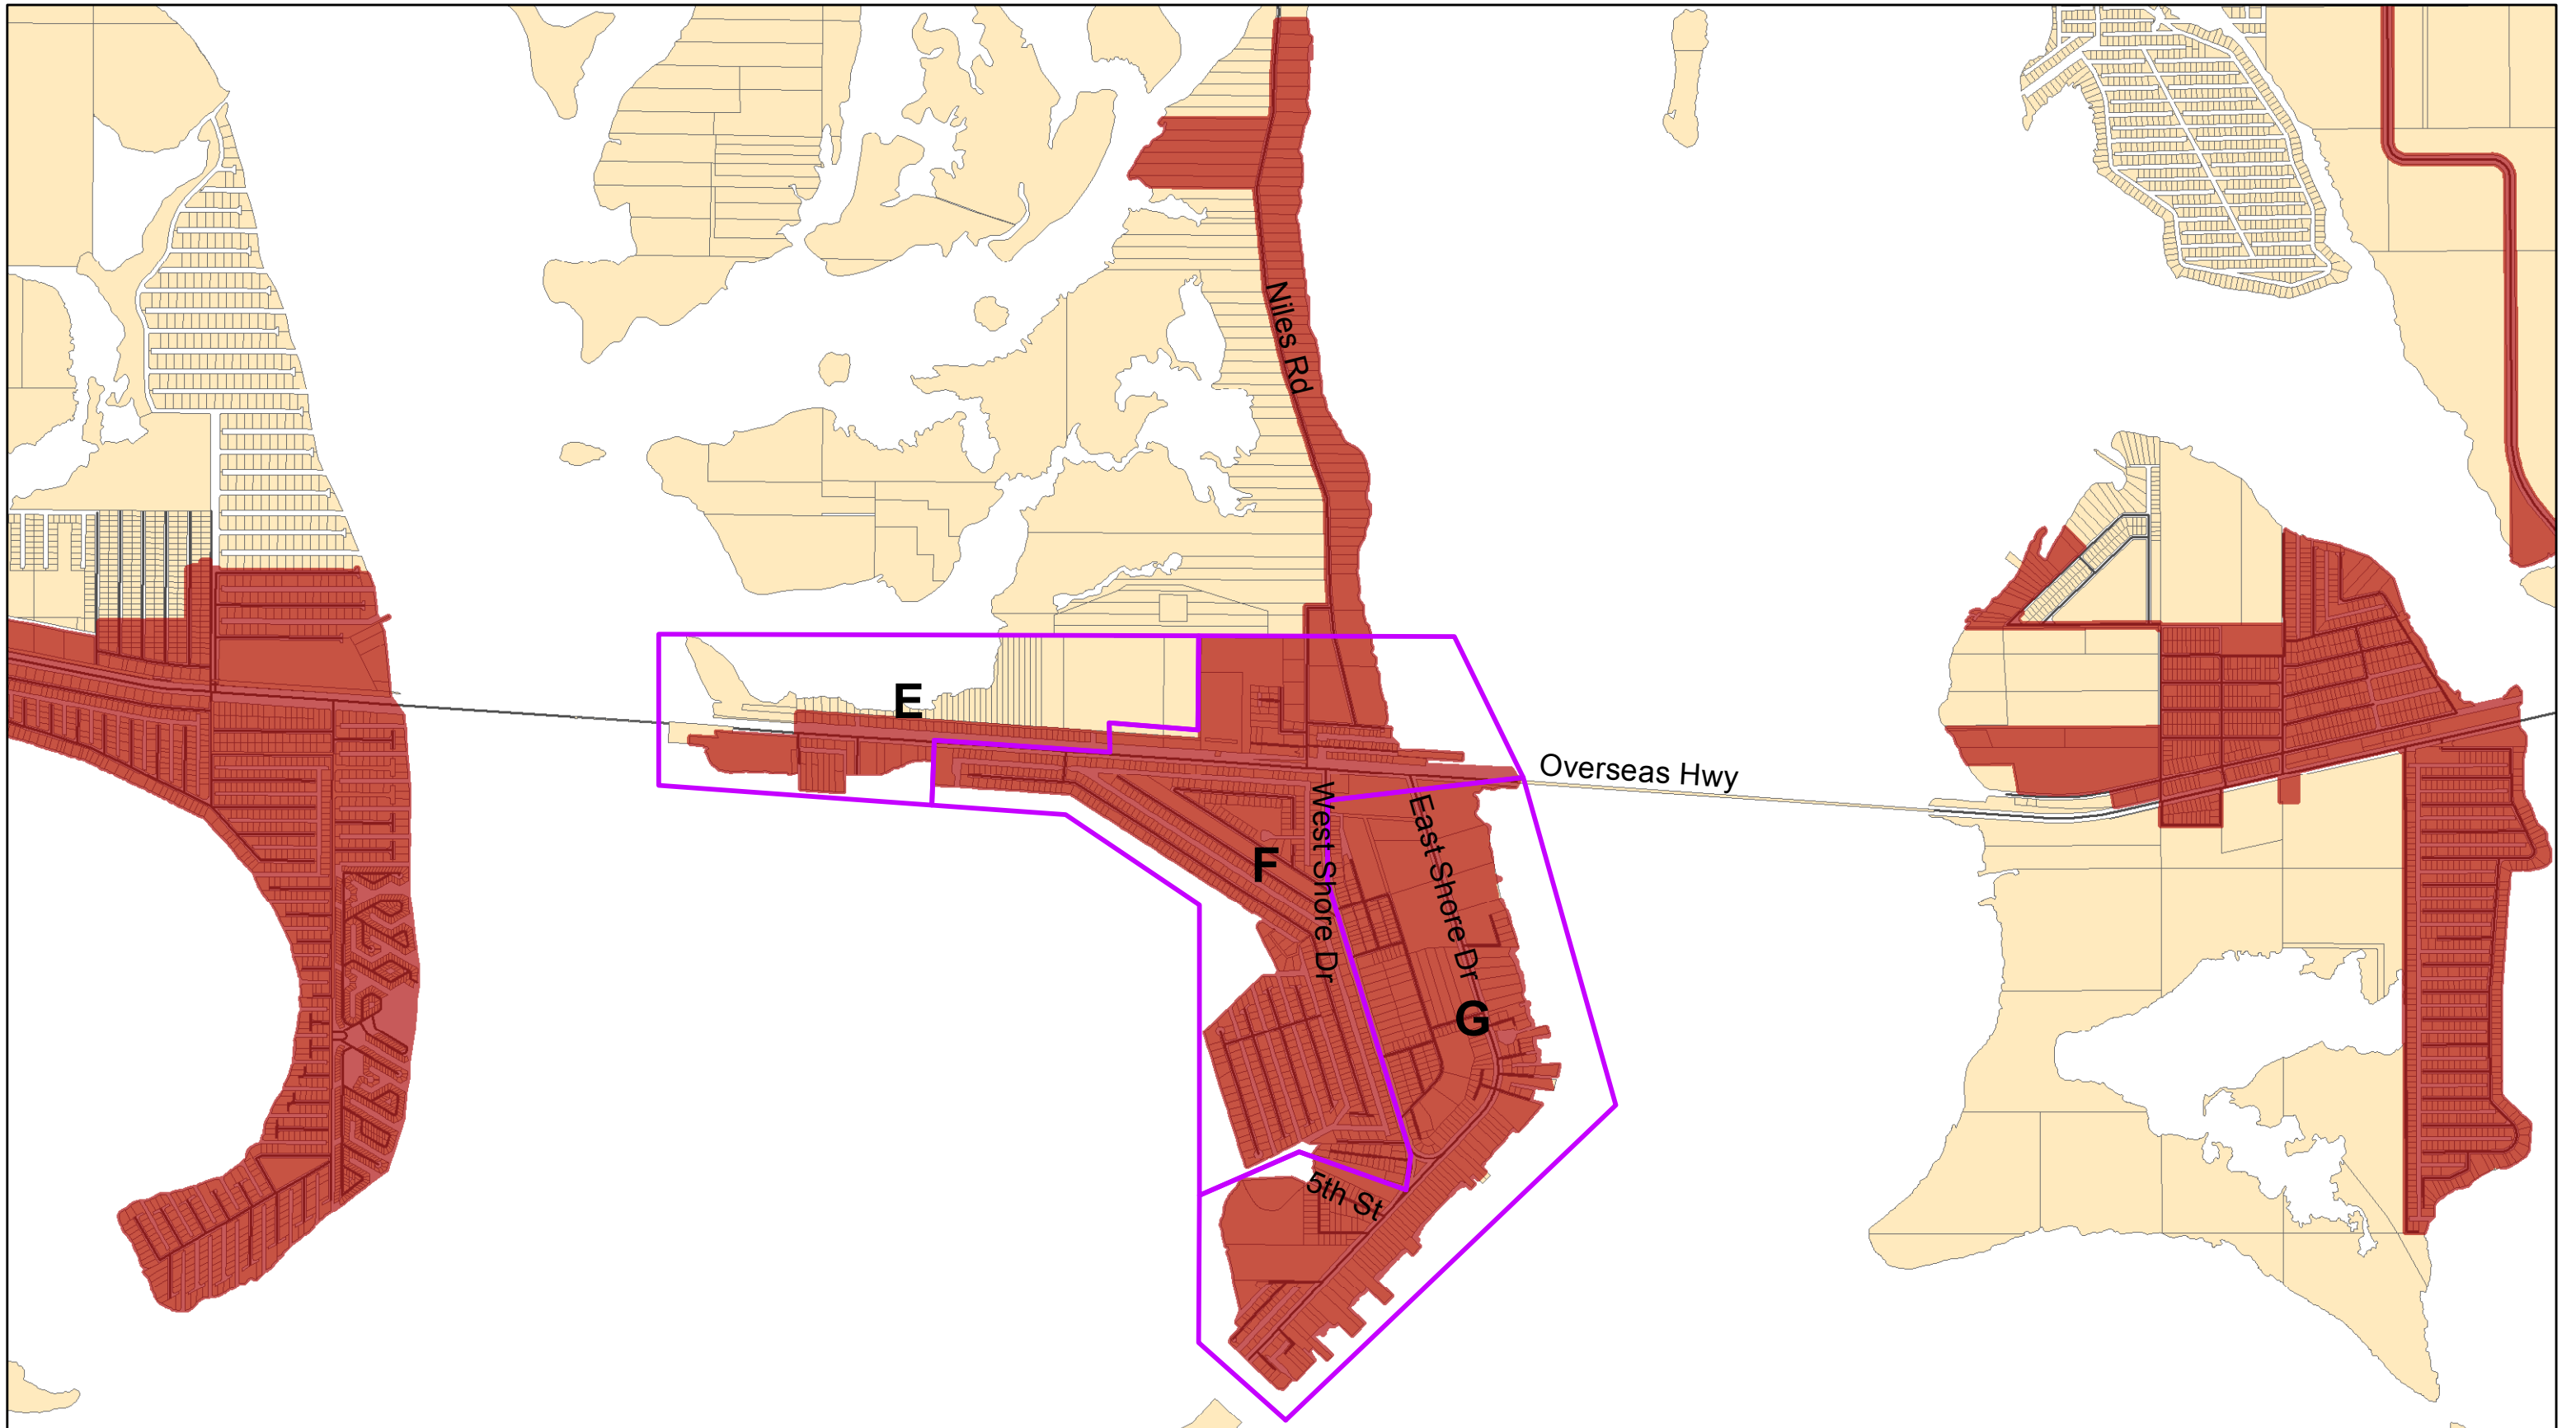 Niles Rd
E
Overseas Hwy
West Shore Dr
East Shore Dr
F
G
5th St